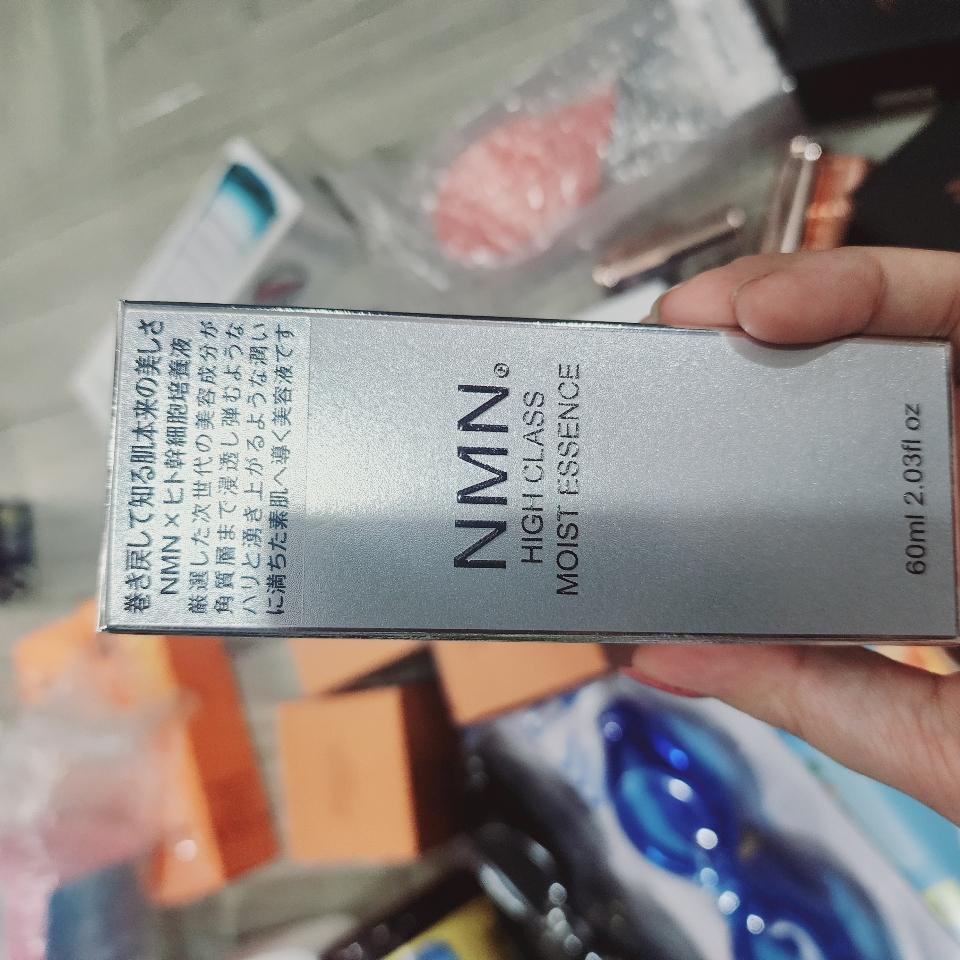 巻き戻して知る肌本来の美しさ
NMN × ヒト幹細胞培養液
厳選した次世代の美容成分が
角質層まで浸透し弾むような
ハリと湧き上がるような潤い
に満ちた素肌へ導く美容液です
NMN®
HIGH CLASS
MOIST ESSENCE
60ml 2.03fl oz